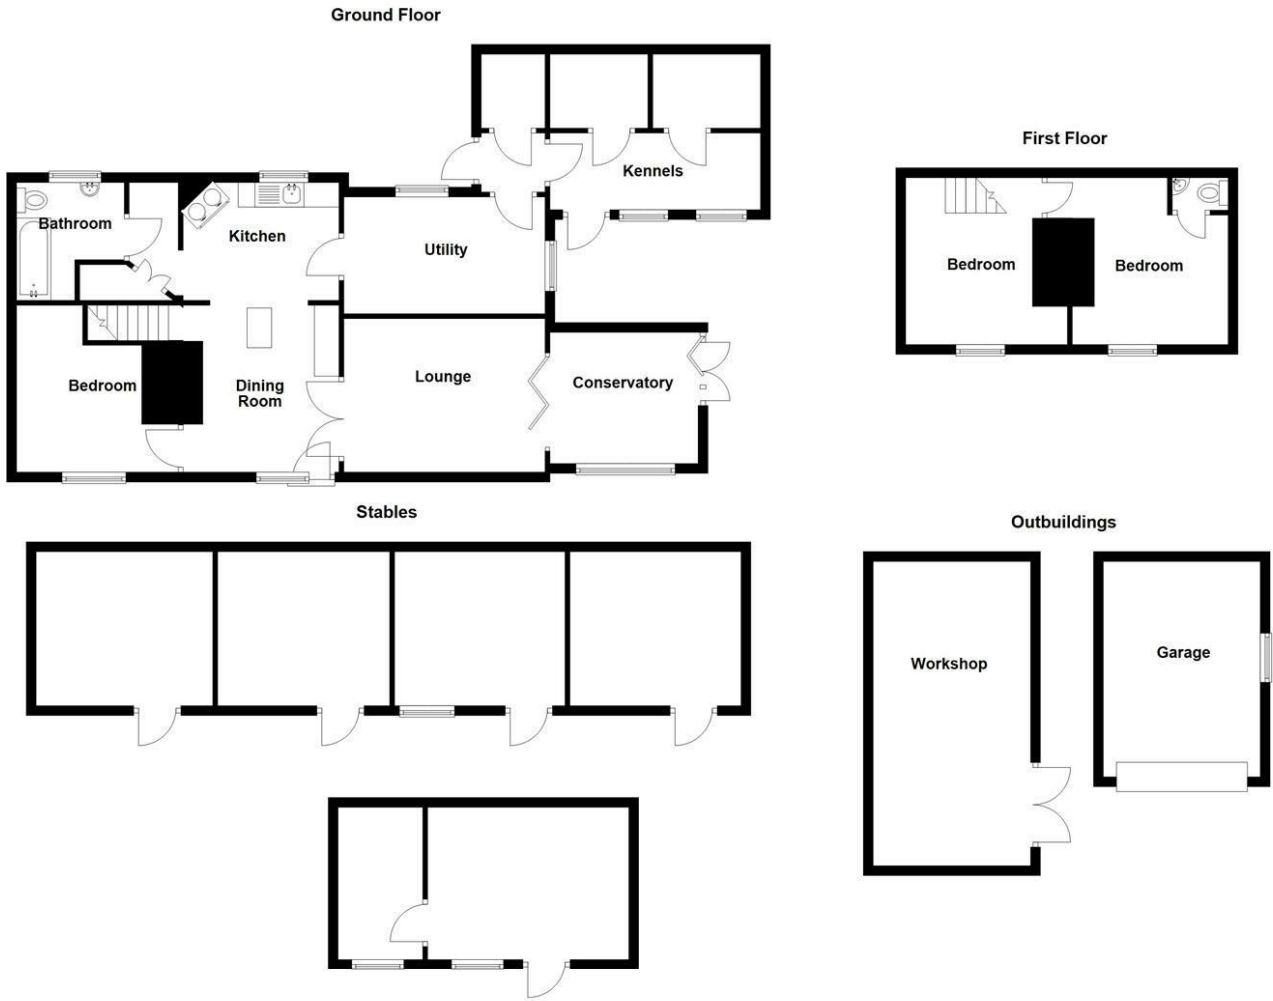 Ground Floor
Kennels
Bathroom
Kitchen
Utility
Bedroom
Dining
Room
Lounge
Conservatory
First Floor
Bedroom
Bedroom
Stables
Outbuildings
Workshop
Garage